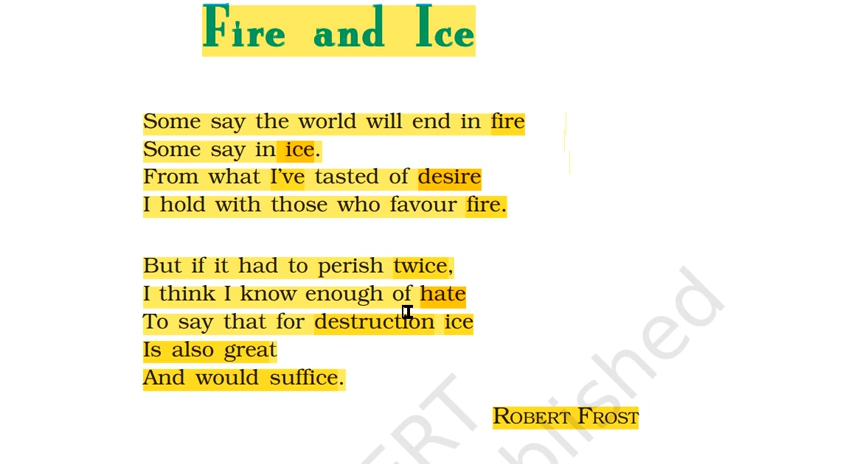 Fire and Ice
Some say the world will end in fire
Some say in ice.
From what I've tasted of desire
I hold with those who favour fire.
But if it had to perish twice,
I think I know enough of hate
To say that for destruction ice
Is also great
And would suffice.
ROBERT FROST
ERT
blished